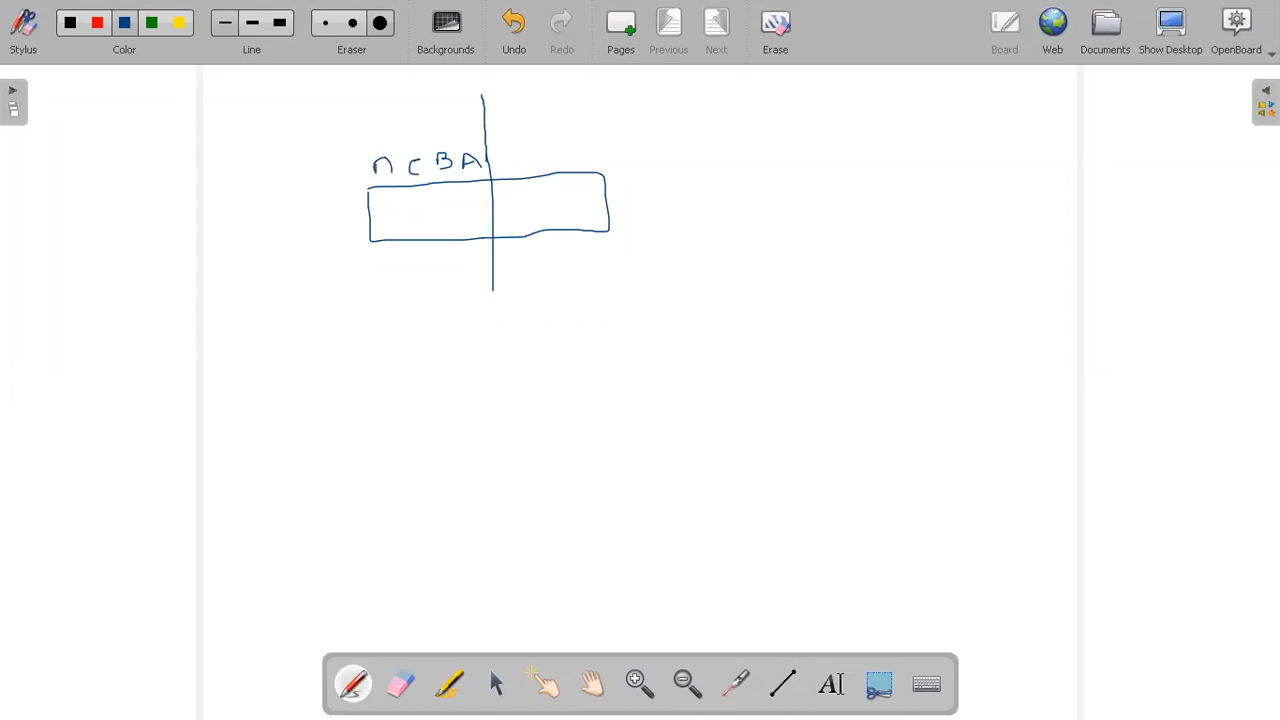 Stylus
Color
Line
Eraser
Backgrounds
Undo
Redo
Pages
Previous
Next
Erase
Board
Web
Documents
Show Desktop
OpenBoard
n C B A
A